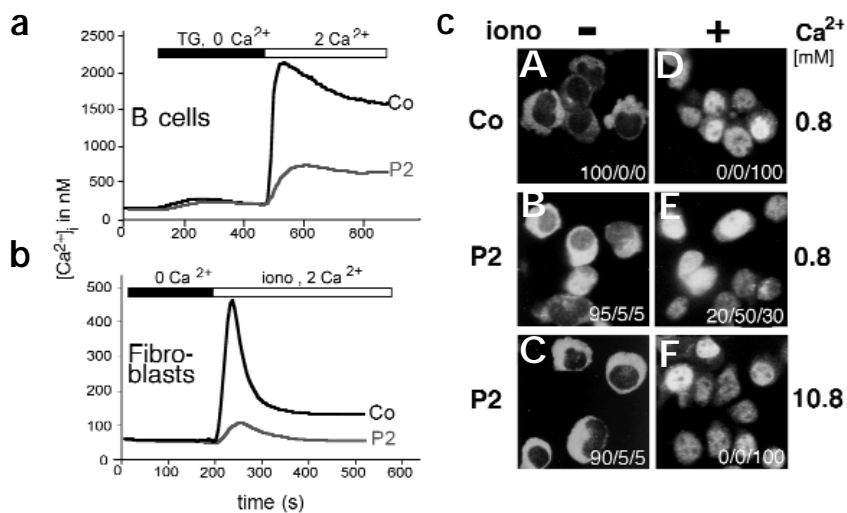 a
TG, 0 Ca²⁺ 2 Ca²⁺
2500
2000
1500
1000
500
0
B cells
Co
P2
0 200 400 600 800
[Ca²⁺]ᵢ in nM
b
0 Ca²⁺ iono, 2 Ca²⁺
500
400
300
200
100
0
Fibro-
blasts
Co
P2
0 100 200 300 400 500 600
time (s)
c iono - + Ca²⁺
[mM]
Co A 100/0/0 D 0/0/100 0.8
P2 B 95/5/5 E 20/50/30 0.8
P2 C 90/5/5 F 0/0/100 10.8